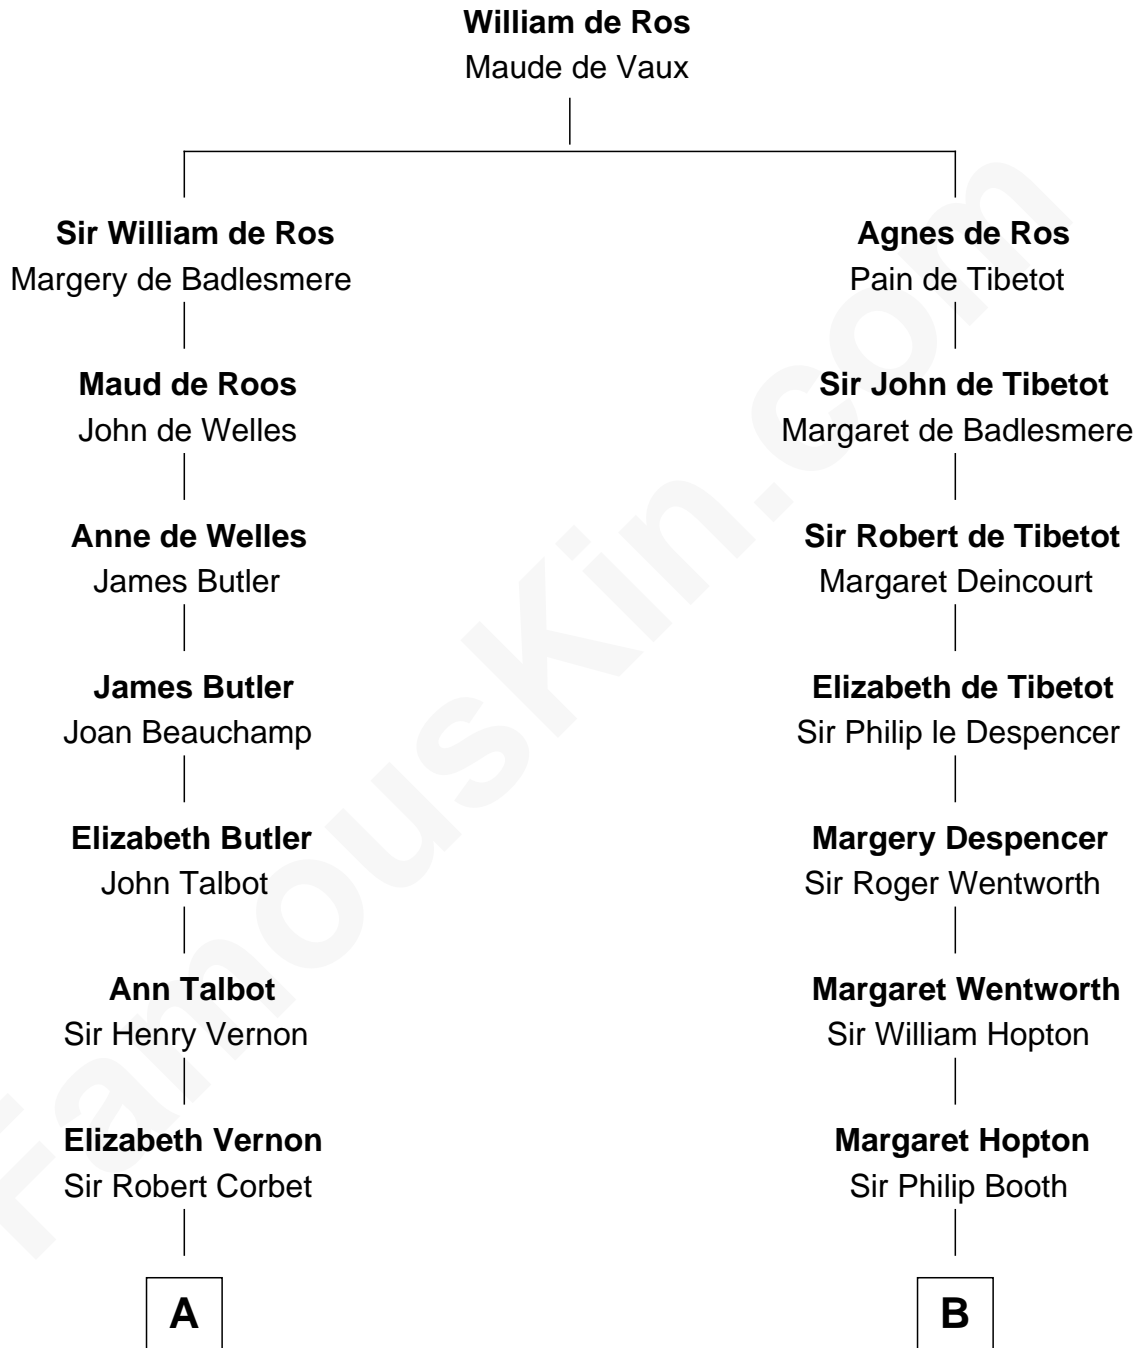 William de Ros
Maude de Vaux
Sir William de Ros
Margery de Badlesmere
Maud de Roos
John de Welles
Anne de Welles
James Butler
James Butler
Joan Beauchamp
Elizabeth Butler
John Talbot
Ann Talbot
Sir Henry Vernon
Elizabeth Vernon
Sir Robert Corbet
A
Agnes de Ros
Pain de Tibetot
Sir John de Tibetot
Margaret de Badlesmere
Sir Robert de Tibetot
Margaret Deincourt
Elizabeth de Tibetot
Sir Philip le Despencer
Margery Despencer
Sir Roger Wentworth
Margaret Wentworth
Sir William Hopton
Margaret Hopton
Sir Philip Booth
B
FamousKin.com